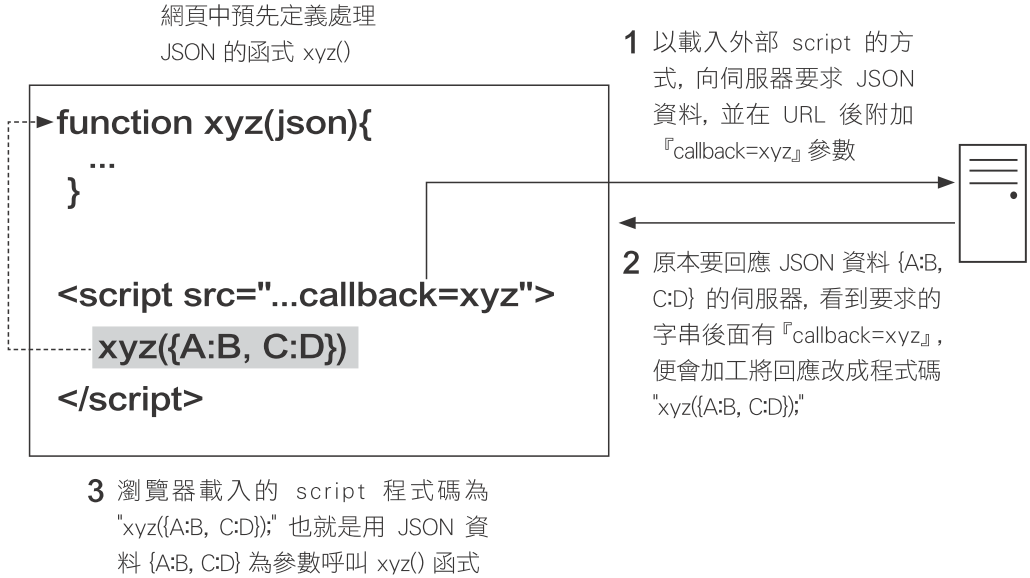 網頁中預先定義處理
JSON 的函式 xyz()
function xyz(json){
...
}
<script src="...callback=xyz">
xyz({A:B, C:D})
</script>
1 以載入外部 script 的方
式, 向伺服器要求 JSON
資料, 並在 URL 後附加
『callback=xyz』參數
2 原本要回應 JSON 資料 {A:B,
C:D} 的伺服器, 看到要求的
字串後面有『callback=xyz』,
便會加工將回應改成程式碼
"xyz({A:B, C:D});"
3 瀏覽器載入的 script 程式碼為
"xyz({A:B, C:D});" 也就是用 JSON 資
料 {A:B, C:D} 為參數呼叫 xyz() 函式